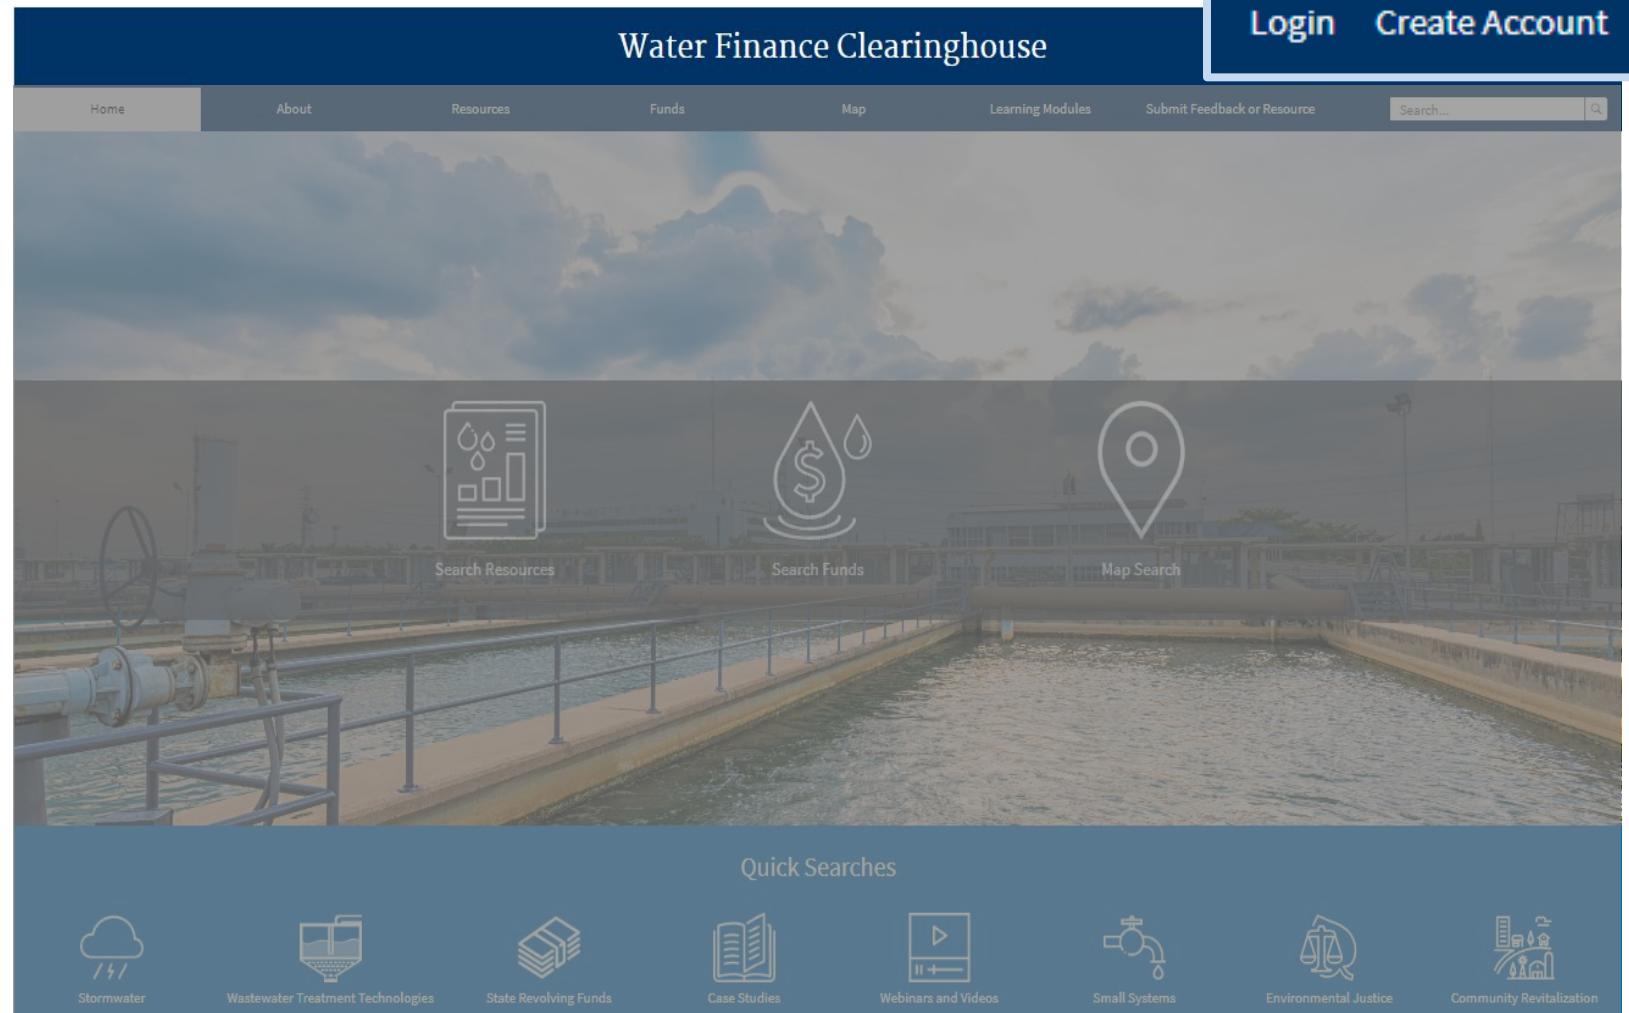 Login Create Account
Water Finance Clearinghouse
Home About Resources Funds Map Learning Modules Submit Feedback or Resource Search...
Search Resources Search Funds Map Search
Quick Searches
Stormwater Wastewater Treatment Technologies State Revolving Funds Case Studies Webinars and Videos Small Systems Environmental Justice Community Revitalization